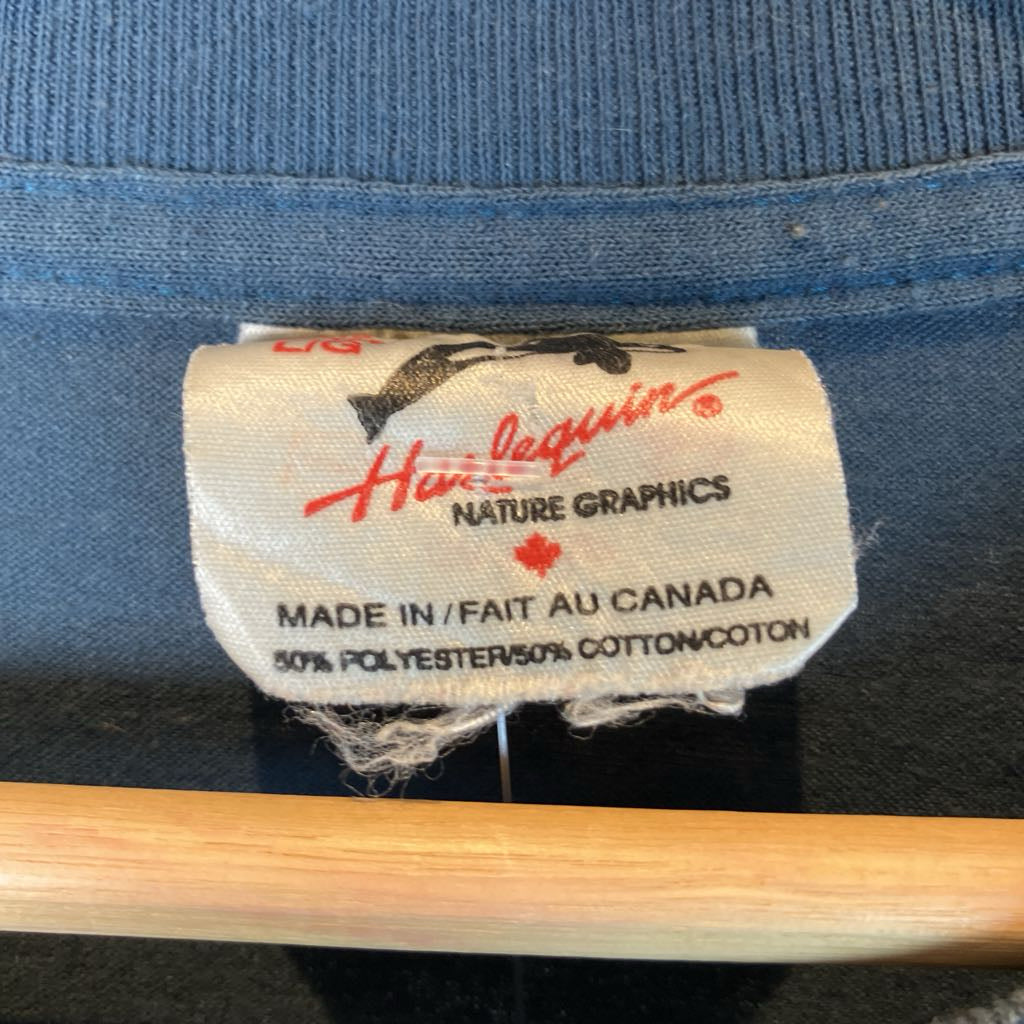 L/G
Harlequin®
NATURE GRAPHICS
MADE IN / FAIT AU CANADA
50% POLYESTER/50% COTTON/COTON